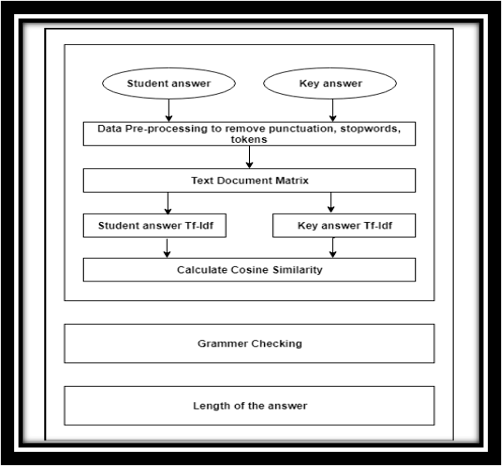 Student answer
Key answer
Data Pre-processing to remove punctuation, stopwords,
tokens
Text Document Matrix
Student answer Tf-Idf
Key answer Tf-Idf
Calculate Cosine Similarity
Grammer Checking
Length of the answer